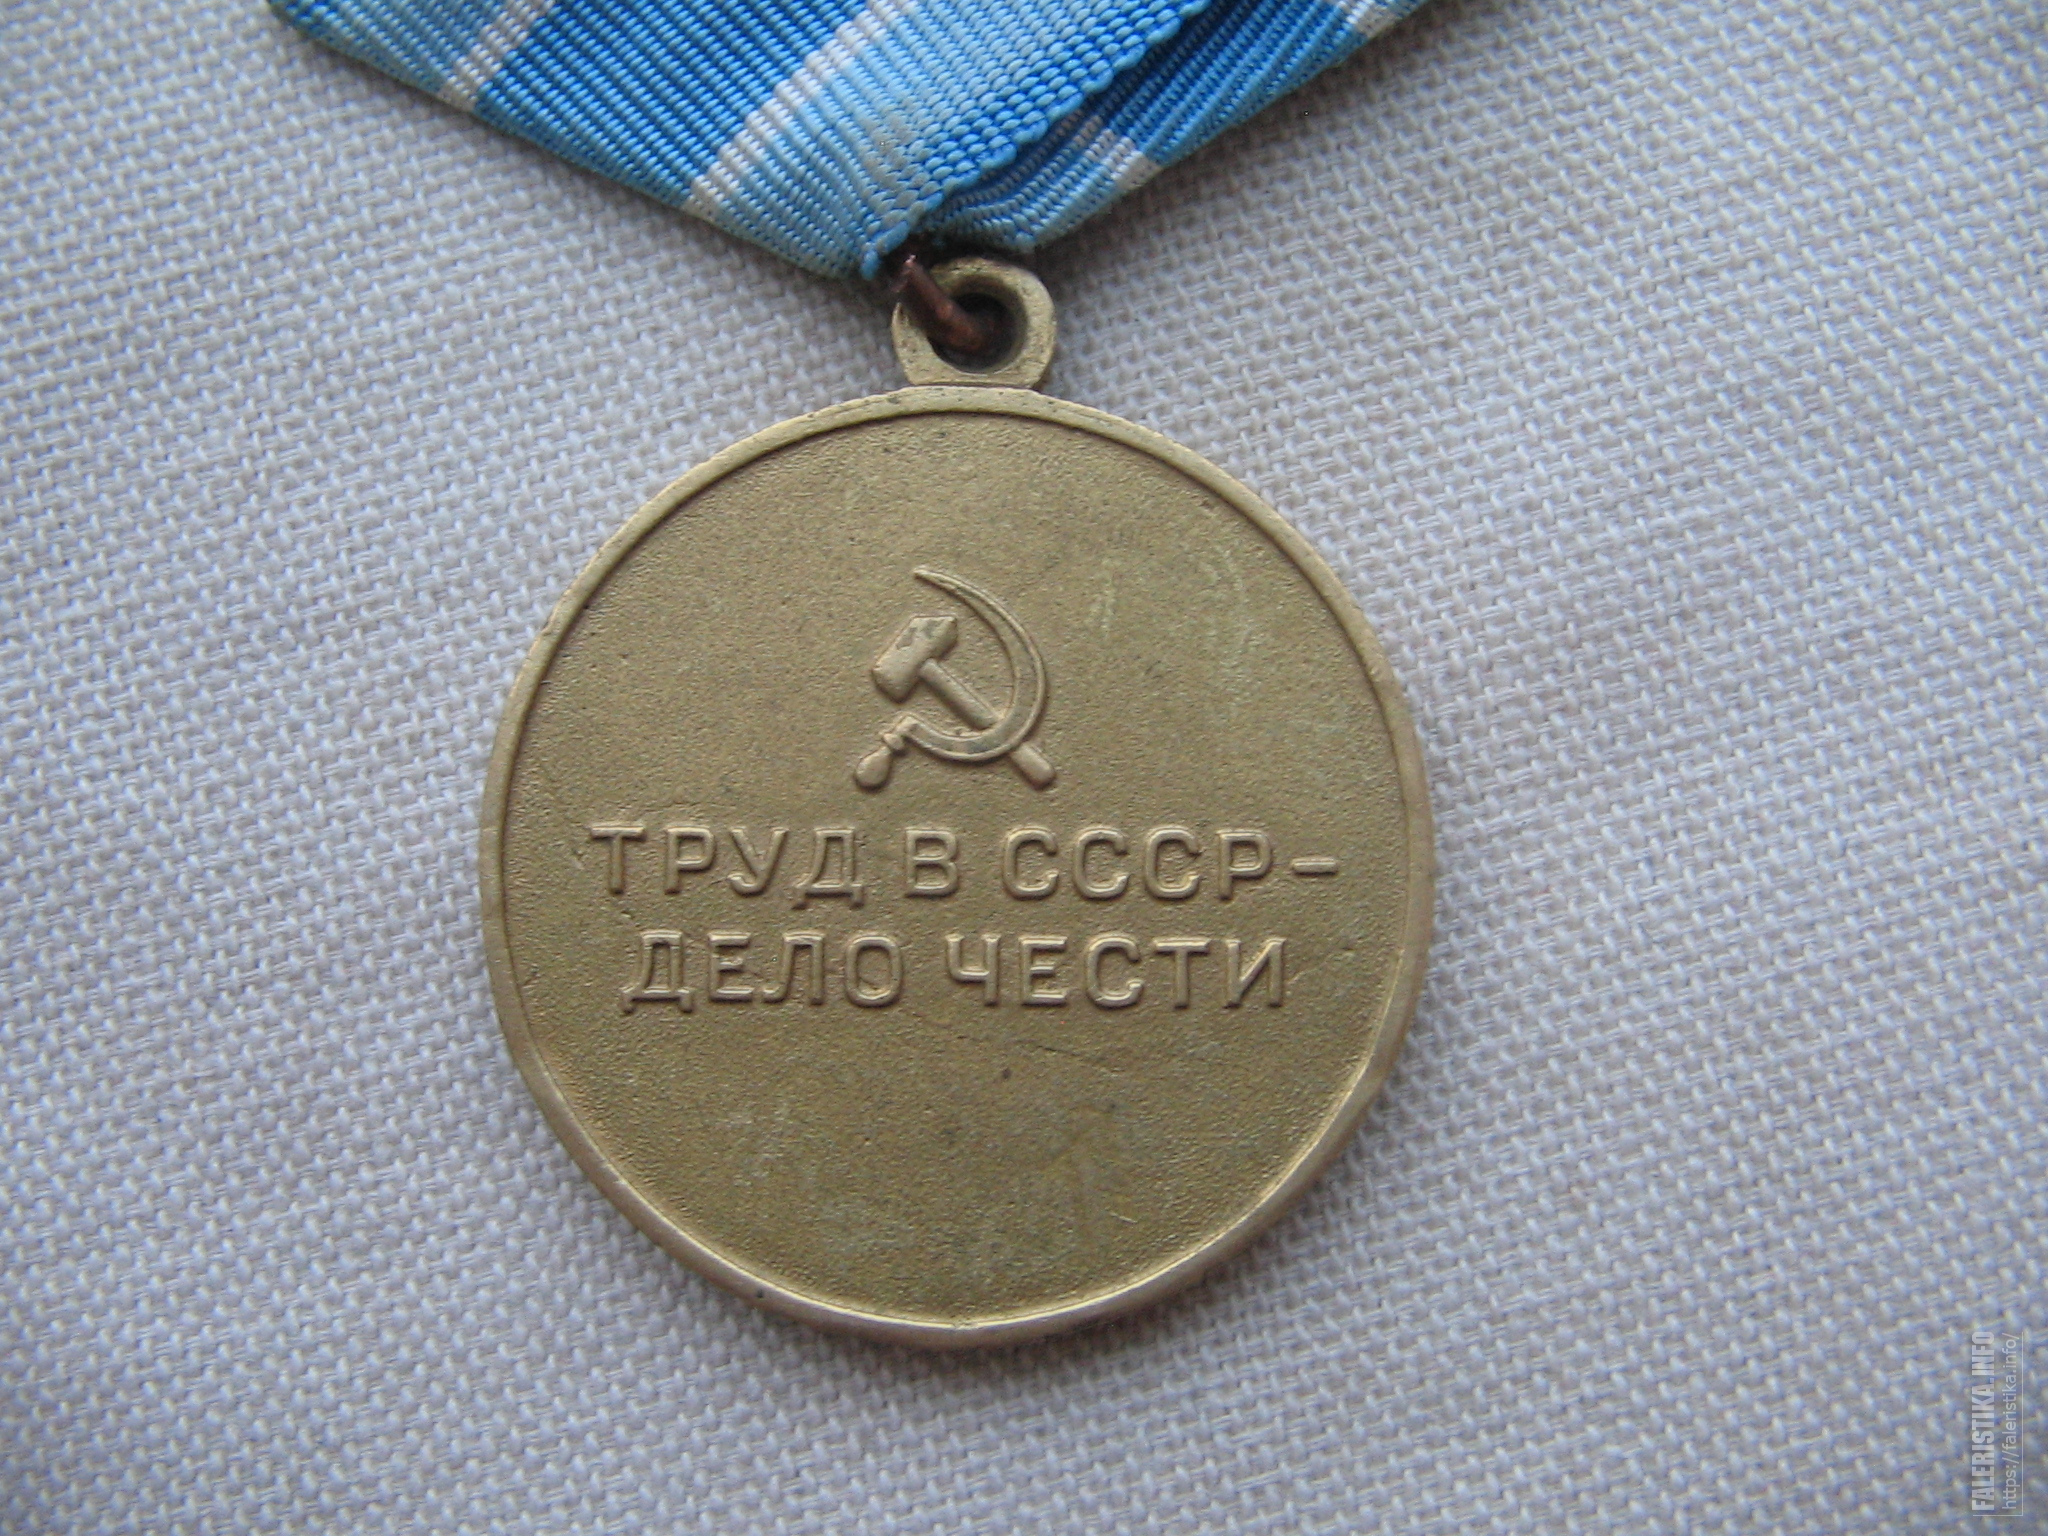 ТРУД В СССР-
ДЕЛО ЧЕСТИ
FALERISTIKA.INFO
https://faleristika.info/